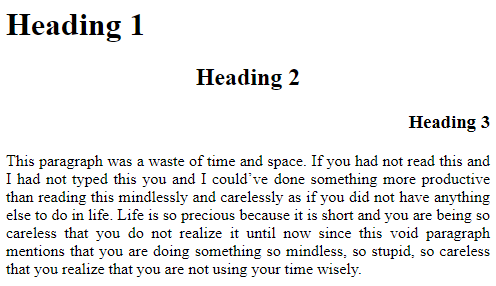 Heading 1
Heading 2
Heading 3
This paragraph was a waste of time and space. If you had not read this and
I had not typed this you and I could’ve done something more productive
than reading this mindlessly and carelessly as if you did not have anything
else to do in life. Life is so precious because it is short and you are being so
careless that you do not realize it until now since this void paragraph
mentions that you are doing something so mindless, so stupid, so careless
that you realize that you are not using your time wisely.